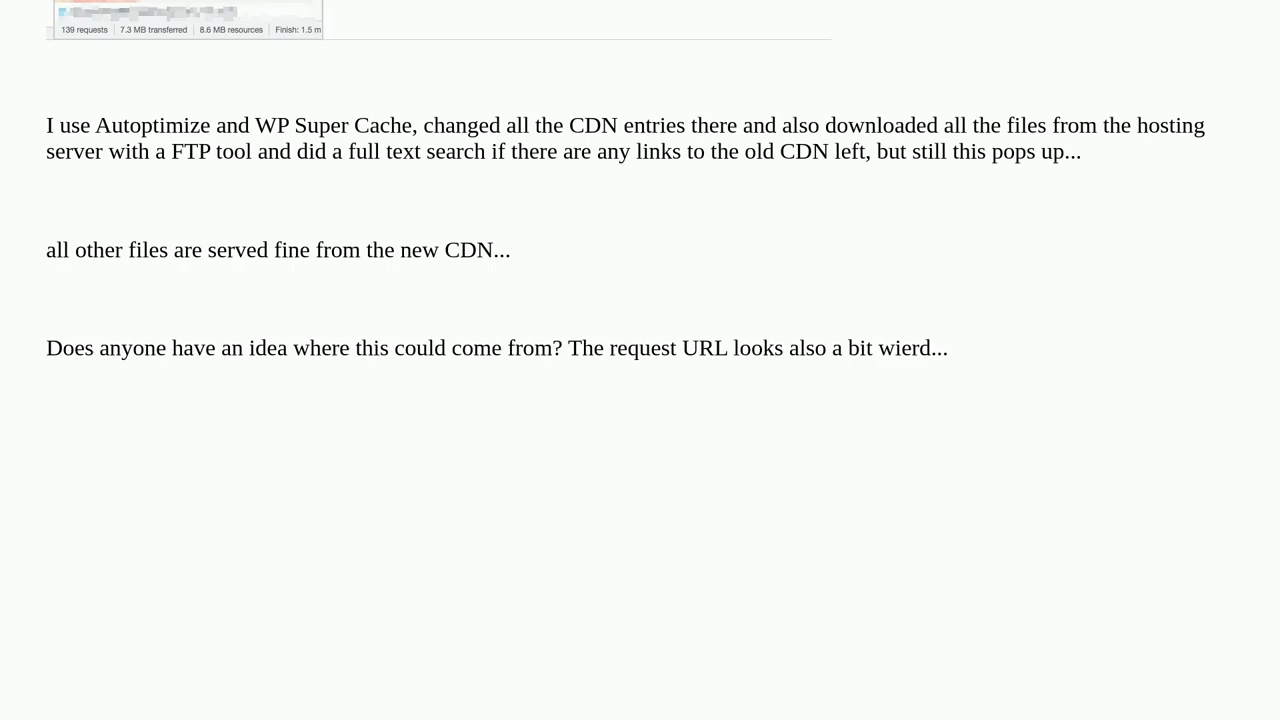 139 requests 7.3 MB transferred 8.6 MB resources Finish: 1.5 m
I use Autoptimize and WP Super Cache, changed all the CDN entries there and also downloaded all the files from the hosting
server with a FTP tool and did a full text search if there are any links to the old CDN left, but still this pops up...
all other files are served fine from the new CDN...
Does anyone have an idea where this could come from? The request URL looks also a bit wierd...